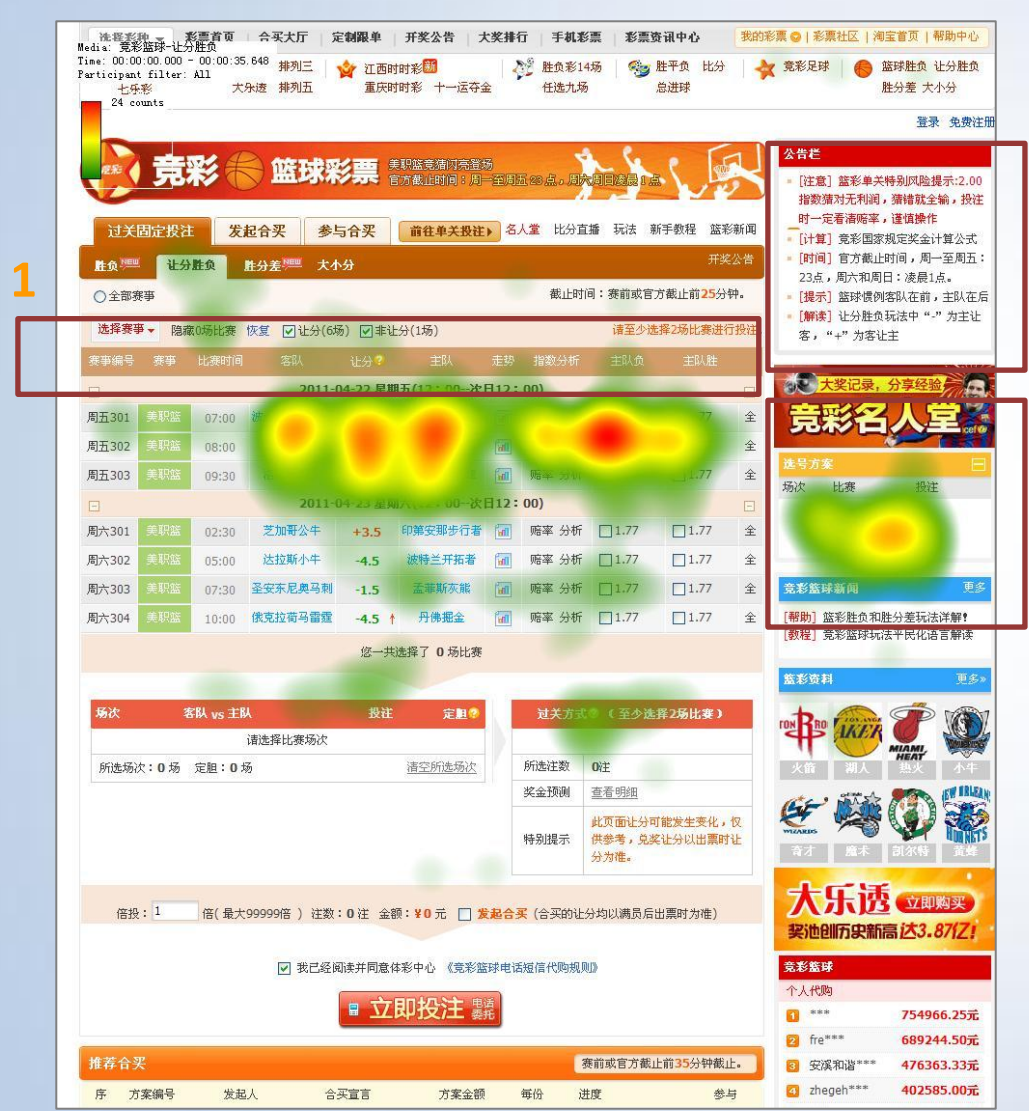 选择彩种 彩票首页 合买大厅 定制跟单 开奖公告 大奖排行 手机彩票 彩票资讯中心 我的彩票 | 彩票社区 | 淘宝首页 | 帮助中心
Media: 竞彩篮球-让分胜负
Time: 00:00:00.000 - 00:00:35.648
Participant filter: All
24 counts
排列三 江西时时彩 新 胜负彩14场 胜平负 比分 竞彩足球 篮球胜负 让分胜负
七乐彩 大乐透 排列五 重庆时时彩 十一运夺金 任选九场 总进球 胜分差 大小分
登录 免费注册
竞彩 篮球彩票 美职篮竞猜闪亮登场
官方截止时间：周一至周五23点，周六周日凌晨1点
过关固定投注 发起合买 参与合买 前往单关投注 名人堂 比分直播 玩法 新手教程 篮彩新闻
胜负 NEW 让分胜负 胜分差 NEW 大小分 开奖公告
1
全部赛事 截止时间：赛前或官方截止前25分钟。
选择赛事 隐藏0场比赛 恢复 让分(6场) 非让分(1场) 请至少选择2场比赛进行投注
赛事编号 赛事 比赛时间 客队 让分 主队 走势 指数分析 主队负 主队胜
2011-04-22 星期五(12：00--次日12：00)
周五301 美职篮 07:00 全
周五302 美职篮 08:00 全
周五303 美职篮 09:30 赔率 分析 1.77 全
2011-04-23 星期六(12：00--次日12：00)
周六301 美职篮 02:30 芝加哥公牛 +3.5 印第安那步行者 赔率 分析 1.77 1.77 全
周六302 美职篮 05:00 达拉斯小牛 -4.5 波特兰开拓者 赔率 分析 1.77 1.77 全
周六303 美职篮 07:30 圣安东尼奥马刺 -1.5 孟菲斯灰熊 赔率 分析 1.77 1.77 全
周六304 美职篮 10:00 俄克拉荷马雷霆 -4.5 ↑ 丹佛掘金 赔率 分析 1.77 1.77 全
您一共选择了 0 场比赛
场次 客队 vs 主队 投注 定胆
请选择比赛场次
所选场次：0 场 定胆：0 场 清空所选场次
过关方式 （至少选择2场比赛）
所选注数 0注
奖金预测 查看明细
特别提示 此页面让分可能发生变化，仅
供参考，兑奖让分以出票时让
分为准。
倍投： 1 倍( 最大99999倍 ) 注数：0 注 金额：¥0 元 发起合买 (合买的让分均以满员后出票时为准)
我已经阅读并同意体彩中心 《竞彩篮球电话短信代购规则》
立即投注 电话委托
推荐合买 赛前或官方截止前35分钟截止。
序 方案编号 发起人 合买宣言 方案金额 每份 进度 参与
公告栏
[注意] 篮彩单关特别风险提示:2.00
指数猜对无利润，猜错就全输，投注
时一定看清赔率，谨慎操作
[计算] 竞彩国家规定奖金计算公式
[时间] 官方截止时间，周一至周五：
23点，周六和周日：凌晨1点。
[提示] 篮球惯例客队在前，主队在后
[解读] 让分胜负玩法中 “-” 为主让
客， “+” 为客让主
大奖记录，分享经验
竞彩名人堂
选号方案
场次 比赛 投注
竞彩篮球新闻 更多
[帮助] 篮彩胜负和胜分差玩法详解！
[教程] 竞彩篮球玩法平民化语言解读
篮彩资料 更多»
火箭 湖人 热火 小牛
奇才 魔术 凯尔特 黄蜂
大乐透 立即购买
奖池创历史新高达3.87亿！
竞彩篮球
个人代购
1 *** 754966.25元
2 fre*** 689244.50元
3 安溪和谐*** 476363.33元
4 zhegeh*** 402585.00元